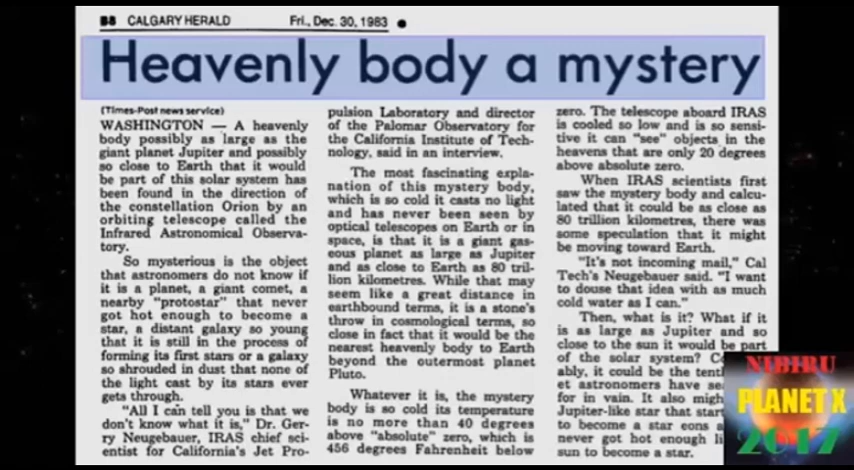 B8 CALGARY HERALD Fri., Dec. 30, 1983
Heavenly body a mystery
(Times-Post news service)
WASHINGTON — A heavenly
body possibly as large as the
giant planet Jupiter and possibly
so close to Earth that it would
be part of this solar system has
been found in the direction of
the constellation Orion by an
orbiting telescope called the
Infrared Astronomical Observa-
tory.
So mysterious is the object
that astronomers do not know if
it is a planet, a giant comet, a
nearby "protostar" that never
got hot enough to become a
star, a distant galaxy so young
that it is still in the process of
forming its first stars or a galaxy
so shrouded in dust that none of
the light cast by its stars ever
gets through.
"All I can tell you is that we
don't know what it is," Dr. Ger-
ry Neugebauer, IRAS chief sci-
entist for California's Jet Pro-
pulsion Laboratory and director
of the Palomar Observatory for
the California Institute of Tech-
nology, said in an interview.
The most fascinating expla-
nation of this mystery body,
which is so cold it casts no light
and has never been seen by
optical telescopes on Earth or in
space, is that it is a giant gas-
eous planet as large as Jupiter
and as close to Earth as 80 tril-
lion kilometres. While that may
seem like a great distance in
earthbound terms, it is a stone's
throw in cosmological terms, so
close in fact that it would be the
nearest heavenly body to Earth
beyond the outermost planet
Pluto.
Whatever it is, the mystery
body is so cold its temperature
is no more than 40 degrees
above "absolute" zero, which is
456 degrees Fahrenheit below
zero. The telescope aboard IRAS
is cooled so low and is so sensi-
tive it can "see" objects in the
heavens that are only 20 degrees
above absolute zero.
When IRAS scientists first
saw the mystery body and calcu-
lated that it could be as close as
80 trillion kilometres, there was
some speculation that it might
be moving toward Earth.
"It's not incoming mail," Cal
Tech's Neugebauer said. "I want
to douse that idea with as much
cold water as I can."
Then, what is it? What if it
is as large as Jupiter and so
close to the sun it would be part
of the solar system?
ably, it could be the
et astronomers have
for in vain. It also
Jupiter-like star that
to become a star eons
never got hot enough
sun to become a star.
NIBIRU
PLANET X
2017